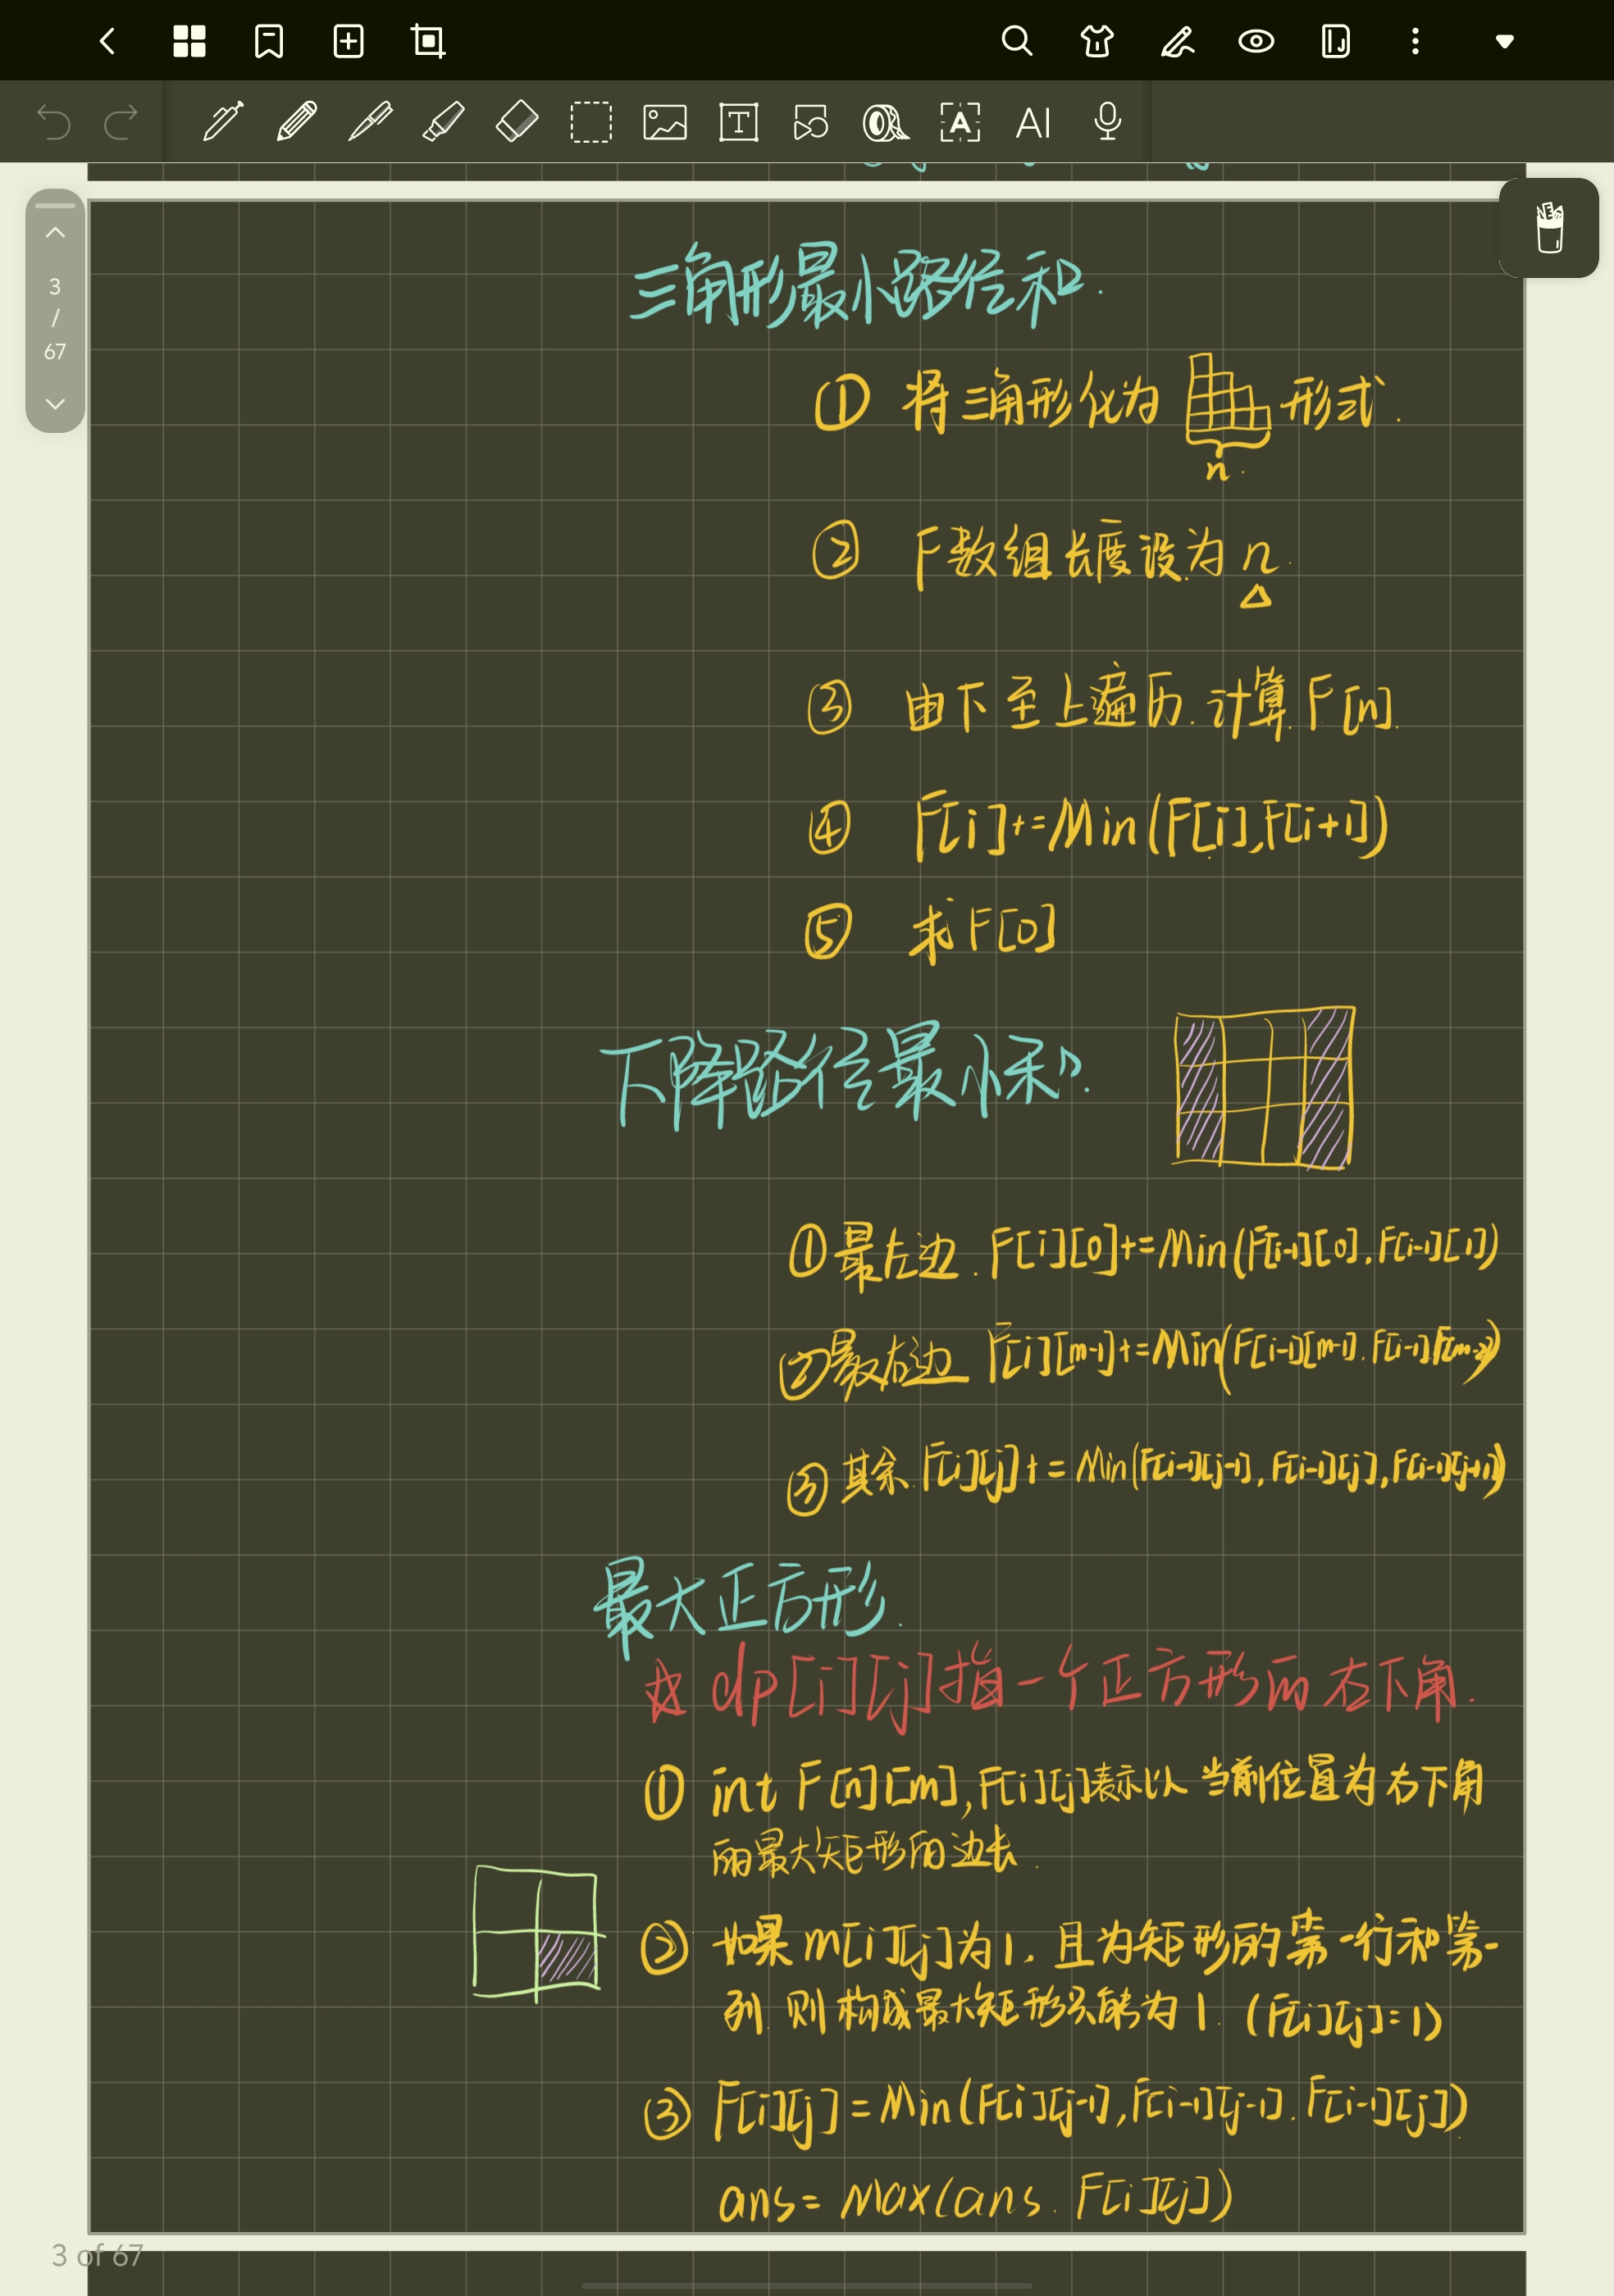 3
/
67
三角形最小路径和.
① 将三角形化为 形式.
n.
② F数组长度设为 n.
③ 由下至上遍历.计算.F[n].
④ F[i]+=Min(F[i],F[i+1])
⑤ 求F[0]
下降路径最小和.
①最左边.F[i][0]+=Min(F[i-1][0],F[i-1][1])
②最右边 F[i][m-1]+=Min(F[i-1][m-1].F[i-1][m-2])
③其余.F[i][j]+=Min(F[i-1][j-1],F[i-1][j],F[i-1][j+1])
最大正方形.
☆ dp[i][j]指一个正方形的右下角.
① int F[n][m],F[i][j]表示以 当前位置为右下角
的最大矩形的边长.
② 如果m[i][j]为1.且为矩形的第一行和第一
列.则构成最大矩形只能为1.(F[i][j]=1)
③ F[i][j]=Min(F[i][j-1],F[i-1][j-1].F[i-1][j])
ans=Max(ans.F[i][j])
3 of 67